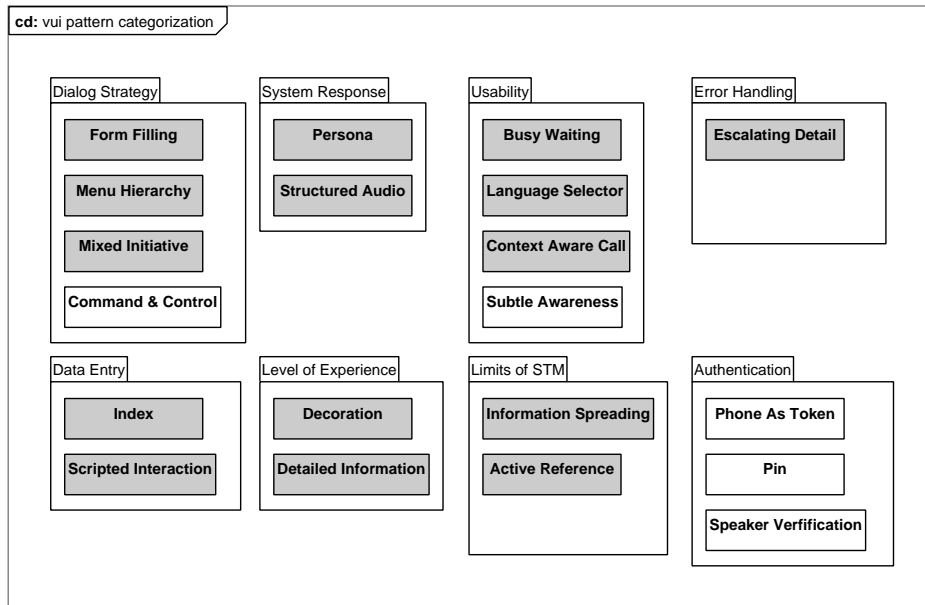 cd: vui pattern categorization
Dialog Strategy
Form Filling
Menu Hierarchy
Mixed Initiative
Command & Control
System Response
Persona
Structured Audio
Usability
Busy Waiting
Language Selector
Context Aware Call
Subtle Awareness
Error Handling
Escalating Detail
Data Entry
Index
Scripted Interaction
Level of Experience
Decoration
Detailed Information
Limits of STM
Information Spreading
Active Reference
Authentication
Phone As Token
Pin
Speaker Verfification